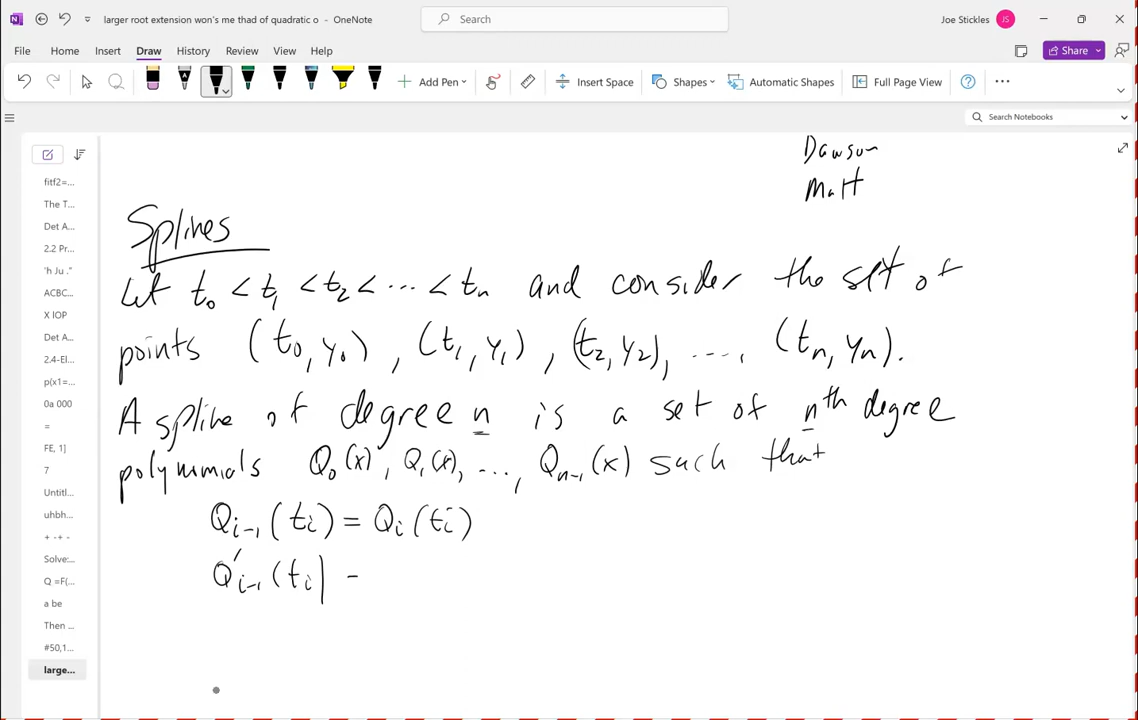 larger root extension won's me thad of quadratic o - OneNote
Search
Joe Stickles
JS
File Home Insert Draw History Review View Help
Share
Add Pen
Insert Space
Shapes
Automatic Shapes
Full Page View
Search Notebooks
fitf2=...
The T...
Det A...
2.2 Pr...
'h Ju ."
ACBC...
X IOP
Det A...
2.4-El...
p(x1=...
0a 000
=
FE, 1]
7
Untitl...
uhbh...
+ -+ -
Solve:...
Q =F(...
a be
Then ...
#50,1...
large...
Dawson
Matt
Splines
Let t₀ < t₁ < t₂ < ... < tₙ and consider the set of
points (t₀, y₀), (t₁, y₁), (t₂, y₂), ..., (tₙ, yₙ).
A spline of degree n is a set of nth degree
polynomials Q₀(x), Q₁(x), ..., Qₙ₋₁(x) such that
Qᵢ₋₁(tᵢ) = Qᵢ(tᵢ)
Q'ᵢ₋₁(tᵢ) -